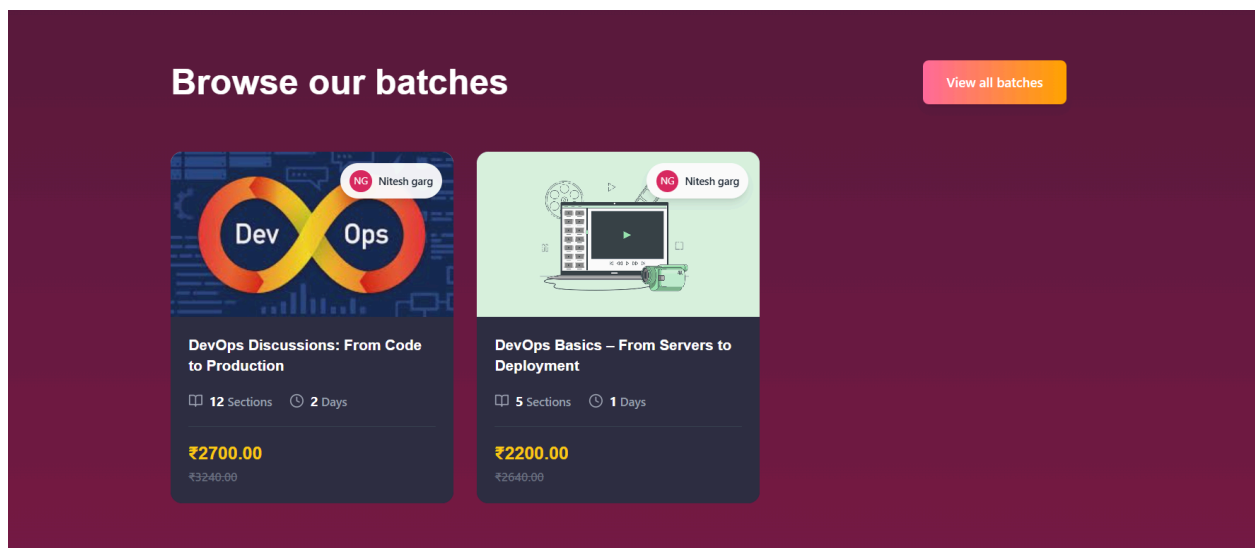 Browse our batches
View all batches
Dev Ops
NG Nitesh garg
NG Nitesh garg
DevOps Discussions: From Code
to Production
12 Sections 2 Days
₹2700.00
₹3240.00
DevOps Basics – From Servers to
Deployment
5 Sections 1 Days
₹2200.00
₹2640.00